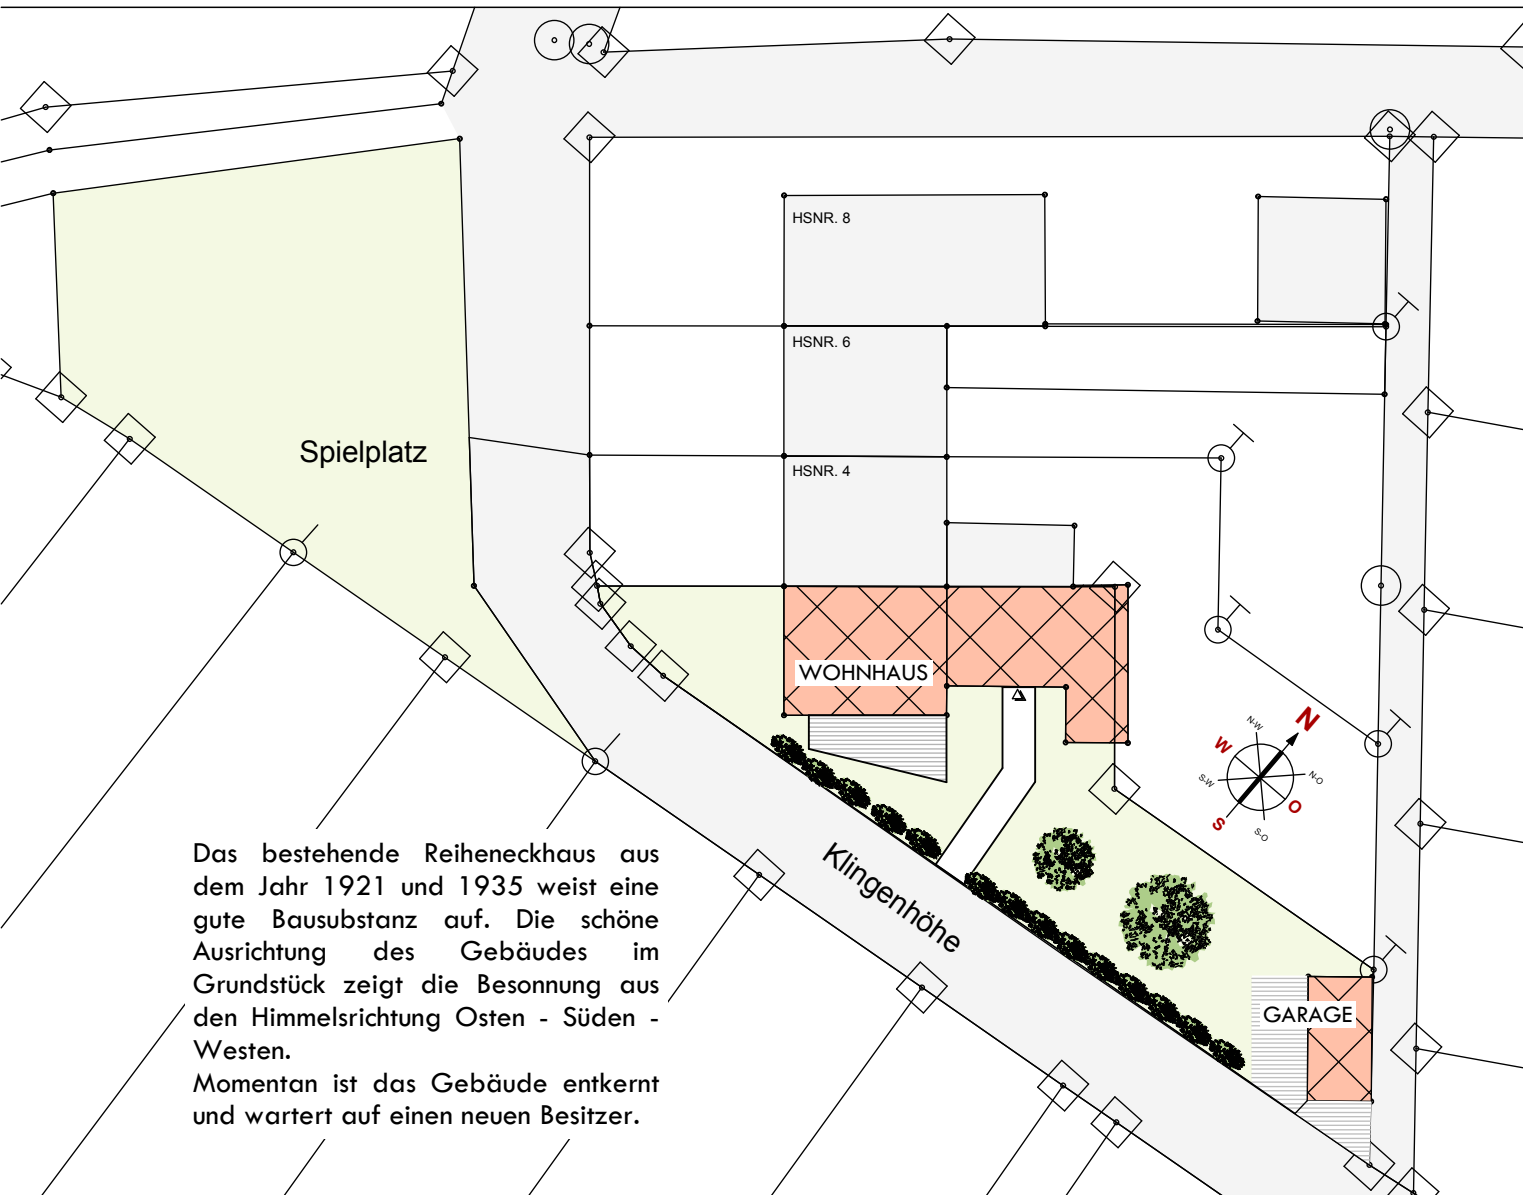 HSNR. 8
HSNR. 6
Spielplatz
HSNR. 4
WOHNHAUS
N
N-W
W
S-W
N-O
O
S
S-O
Klingenhöhe
Das bestehende Reiheneckhaus aus
dem Jahr 1921 und 1935 weist eine
gute Bausubstanz auf. Die schöne
Ausrichtung des Gebäudes im
Grundstück zeigt die Besonnung aus
den Himmelsrichtung Osten - Süden -
Westen.
Momentan ist das Gebäude entkernt
und wartert auf einen neuen Besitzer.
GARAGE